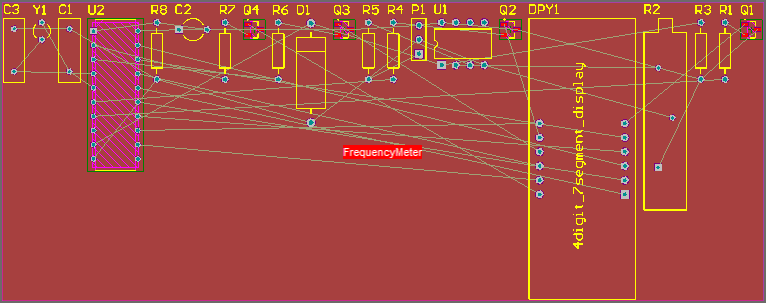 C3 Y1 C1 U2 R8 C2 R7 Q4 R6 D1 Q3 R5 R4 P1 U1 Q2 DPY1 R2 R3 R1 Q1
4digit_7segment_display
FrequencyMeter